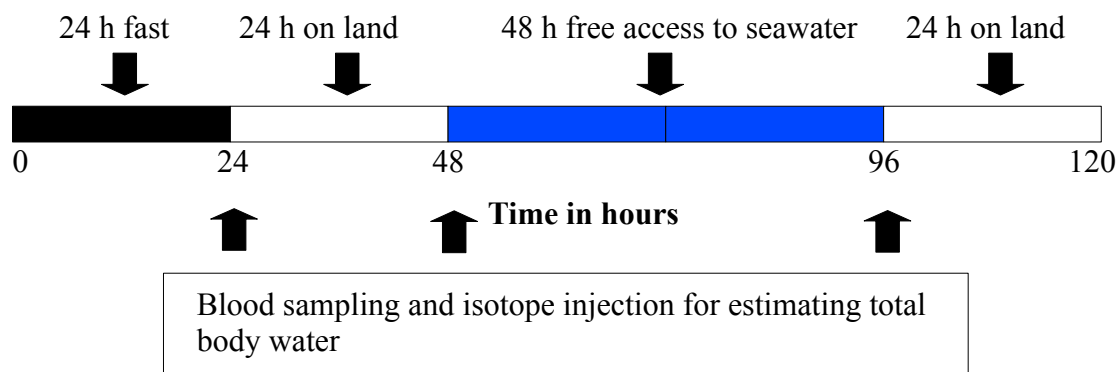 24 h fast 24 h on land 48 h free access to seawater 24 h on land
0 24 48 96 120
Time in hours
Blood sampling and isotope injection for estimating total
body water